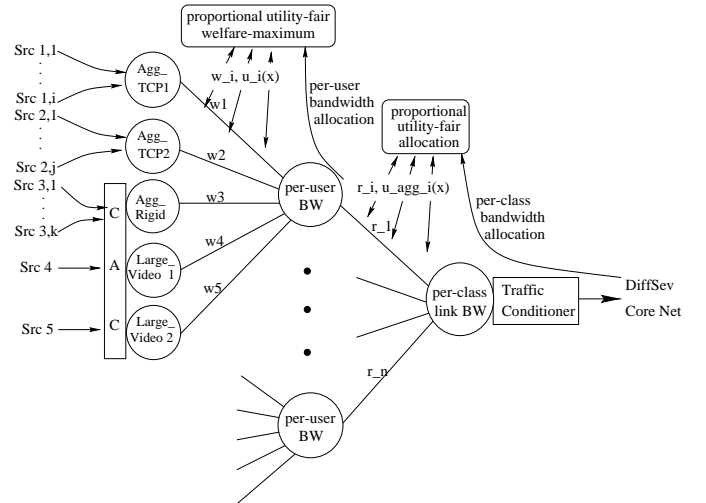 proportional utility-fair
welfare-maximum
Src 1,1
Src 1,i
Src 2,1
Src 2,j
Src 3,1
Src 3,k
Src 4
Src 5
Agg_
TCP1
Agg_
TCP2
C
A
C
Agg_
Rigid
Large_
Video 1
Large_
Video 2
w_i, u_i(x)
w1
w2
w3
w4
w5
per-user
bandwidth
allocation
per-user
BW
proportional
utility-fair
allocation
r_i, u_agg_i(x)
r_1
per-class
bandwidth
allocation
per-class
link BW
Traffic
Conditioner
DiffSev
Core Net
r_n
per-user
BW